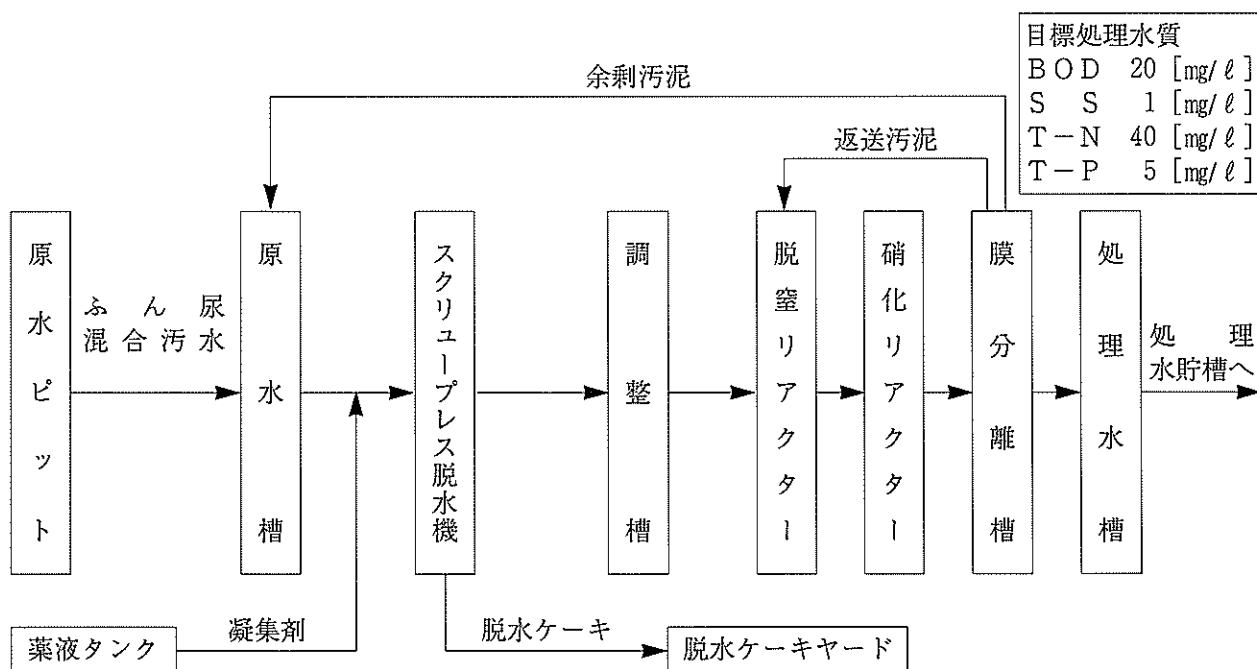 目標処理水質
BOD 20 [mg/ℓ]
S S 1 [mg/ℓ]
T-N 40 [mg/ℓ]
T-P 5 [mg/ℓ]
余剰汚泥
返送汚泥
原水ピット
ふん尿
混合汚水
原水槽
スクリュープレス脱水機
調整槽
脱窒リアクター
硝化リアクター
膜分離槽
処理水槽
処理
水貯槽へ
薬液タンク
凝集剤
脱水ケーキ
脱水ケーキヤード